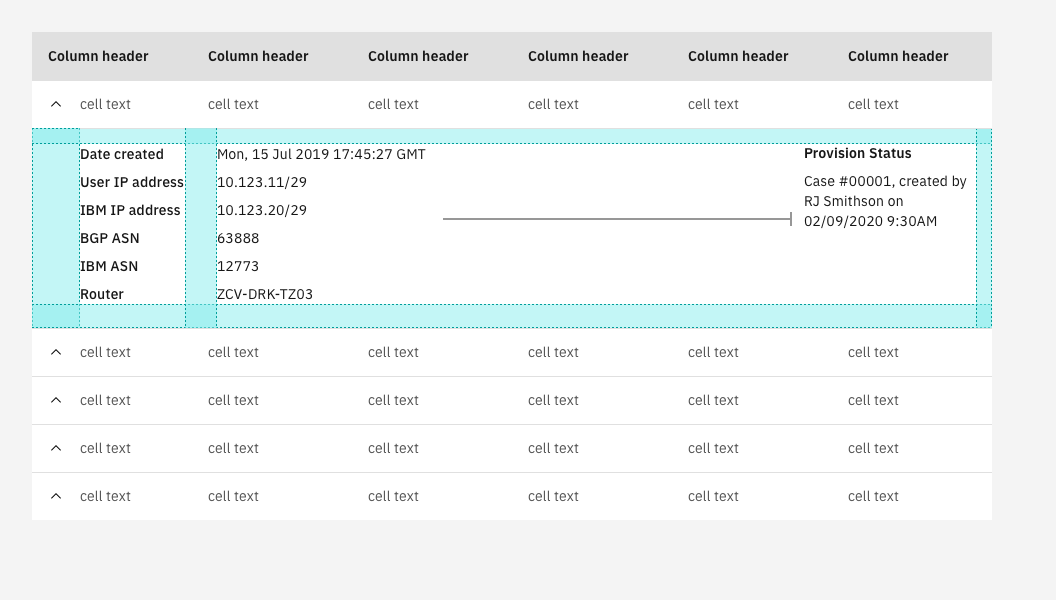 Column header Column header Column header Column header Column header Column header
cell text cell text cell text cell text cell text cell text
Date created Mon, 15 Jul 2019 17:45:27 GMT
User IP address 10.123.11/29
IBM IP address 10.123.20/29
BGP ASN 63888
IBM ASN 12773
Router ZCV-DRK-TZ03
Provision Status
Case #00001, created by
RJ Smithson on
02/09/2020 9:30AM
cell text cell text cell text cell text cell text cell text
cell text cell text cell text cell text cell text cell text
cell text cell text cell text cell text cell text cell text
cell text cell text cell text cell text cell text cell text